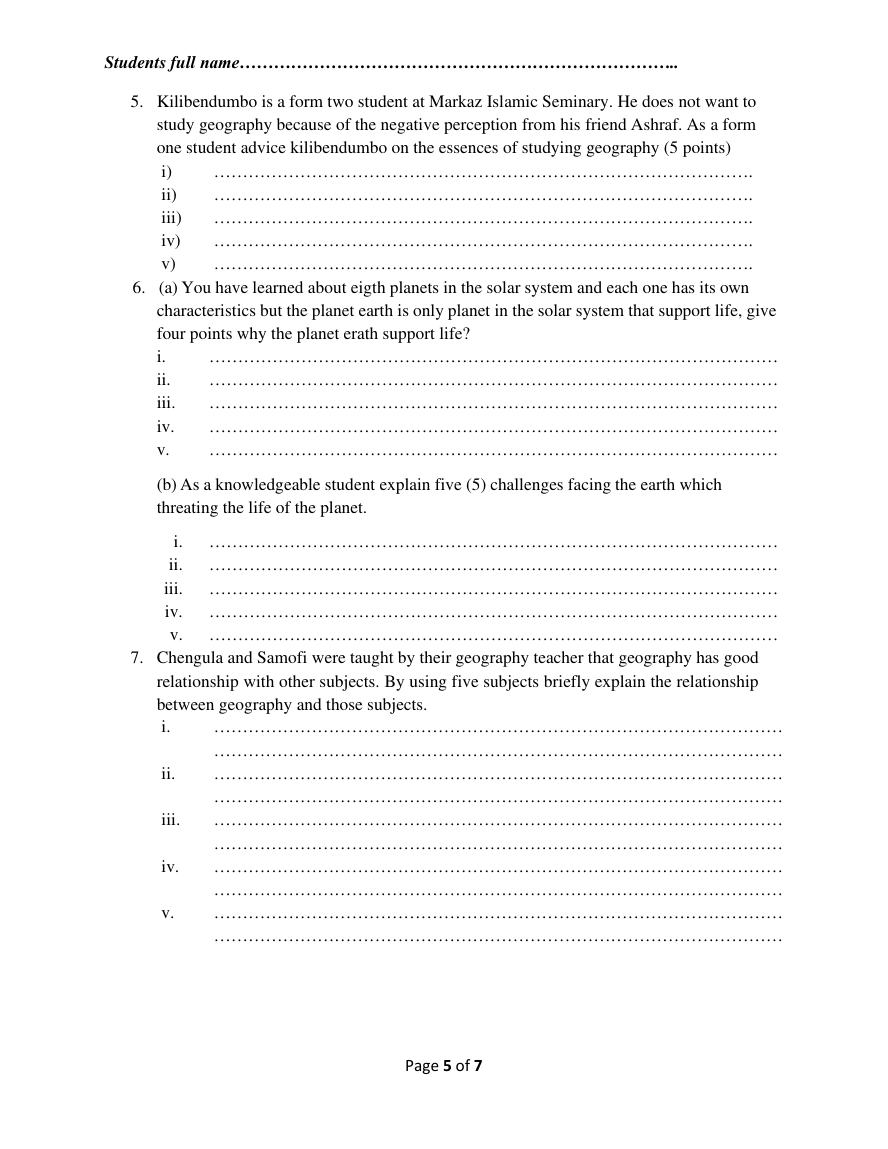 Students full name…………………………………………………………………...
5. Kilibendumbo is a form two student at Markaz Islamic Seminary. He does not want to
study geography because of the negative perception from his friend Ashraf. As a form
one student advice kilibendumbo on the essences of studying geography (5 points)
i) ………………………………………………………………………………….
ii) ………………………………………………………………………………….
iii) ………………………………………………………………………………….
iv) ………………………………………………………………………………….
v) ………………………………………………………………………………….
6. (a) You have learned about eigth planets in the solar system and each one has its own
characteristics but the planet earth is only planet in the solar system that support life, give
four points why the planet erath support life?
i. ………………………………………………………………………………………
ii. ………………………………………………………………………………………
iii. ………………………………………………………………………………………
iv. ………………………………………………………………………………………
v. ………………………………………………………………………………………
(b) As a knowledgeable student explain five (5) challenges facing the earth which
threating the life of the planet.
i. ………………………………………………………………………………………
ii. ………………………………………………………………………………………
iii. ………………………………………………………………………………………
iv. ………………………………………………………………………………………
v. ………………………………………………………………………………………
7. Chengula and Samofi were taught by their geography teacher that geography has good
relationship with other subjects. By using five subjects briefly explain the relationship
between geography and those subjects.
i. ………………………………………………………………………………………
………………………………………………………………………………………
ii. ………………………………………………………………………………………
………………………………………………………………………………………
iii. ………………………………………………………………………………………
………………………………………………………………………………………
iv. ………………………………………………………………………………………
………………………………………………………………………………………
v. ………………………………………………………………………………………
………………………………………………………………………………………
Page 5 of 7